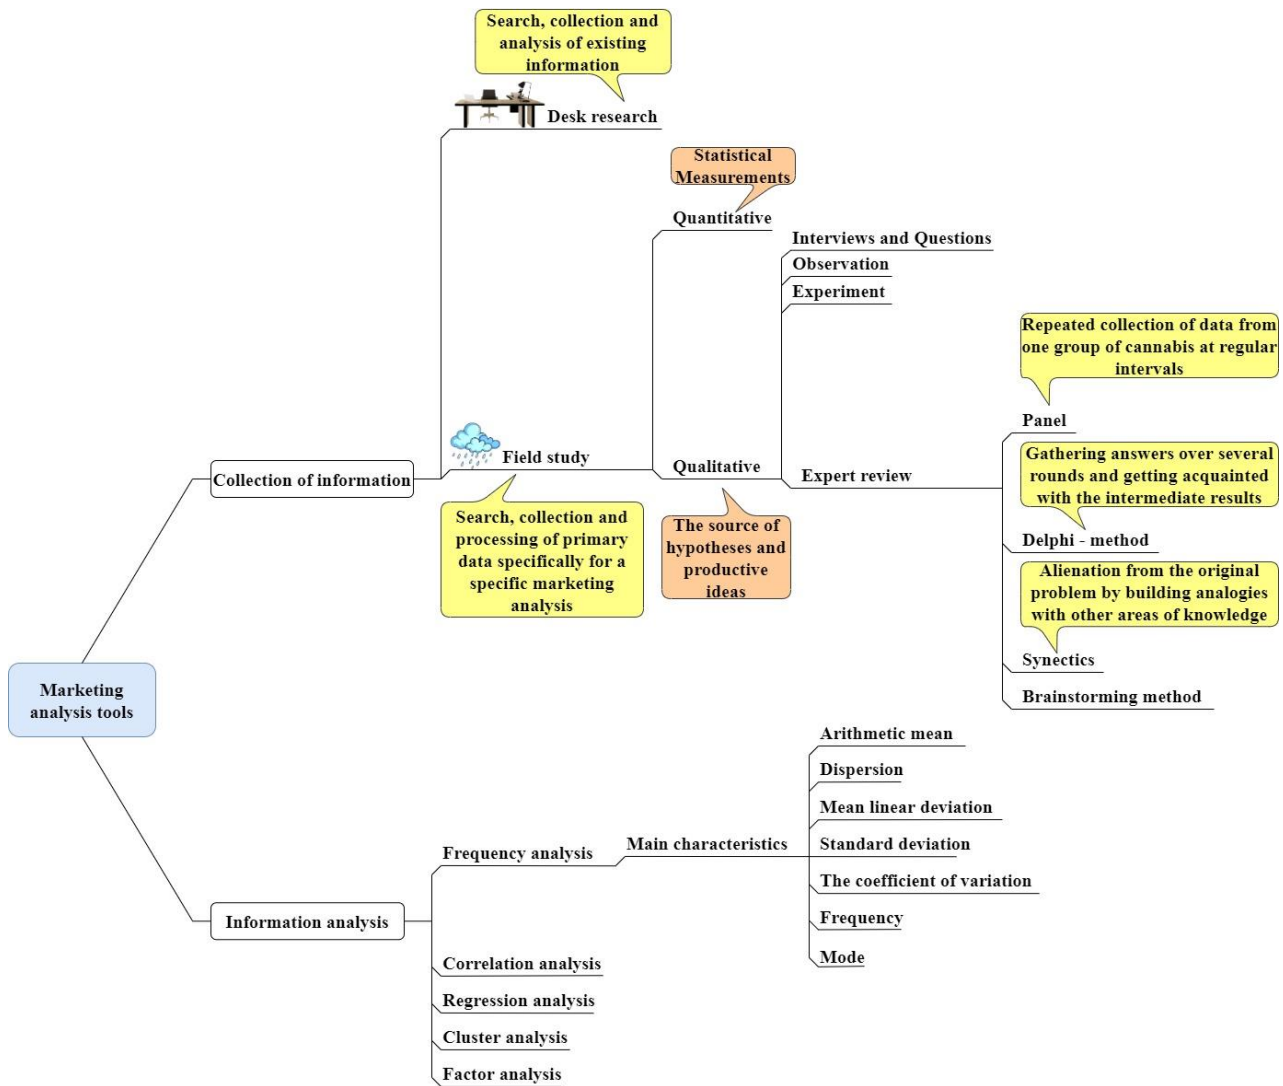 Search, collection and
analysis of existing
information
Desk research
Statistical
Measurements
Quantitative
Interviews and Questions
Observation
Experiment
Repeated collection of data from
one group of cannabis at regular
intervals
Panel
Field study
Qualitative
Expert review
Collection of information
Gathering answers over several
rounds and getting acquainted
with the intermediate results
Search, collection and
processing of primary
data specifically for a
specific marketing
analysis
The source of
hypotheses and
productive
ideas
Delphi - method
Alienation from the original
problem by building analogies
with other areas of knowledge
Synectics
Brainstorming method
Marketing
analysis tools
Arithmetic mean
Dispersion
Mean linear deviation
Frequency analysis
Main characteristics
Standard deviation
The coefficient of variation
Frequency
Mode
Information analysis
Correlation analysis
Regression analysis
Cluster analysis
Factor analysis